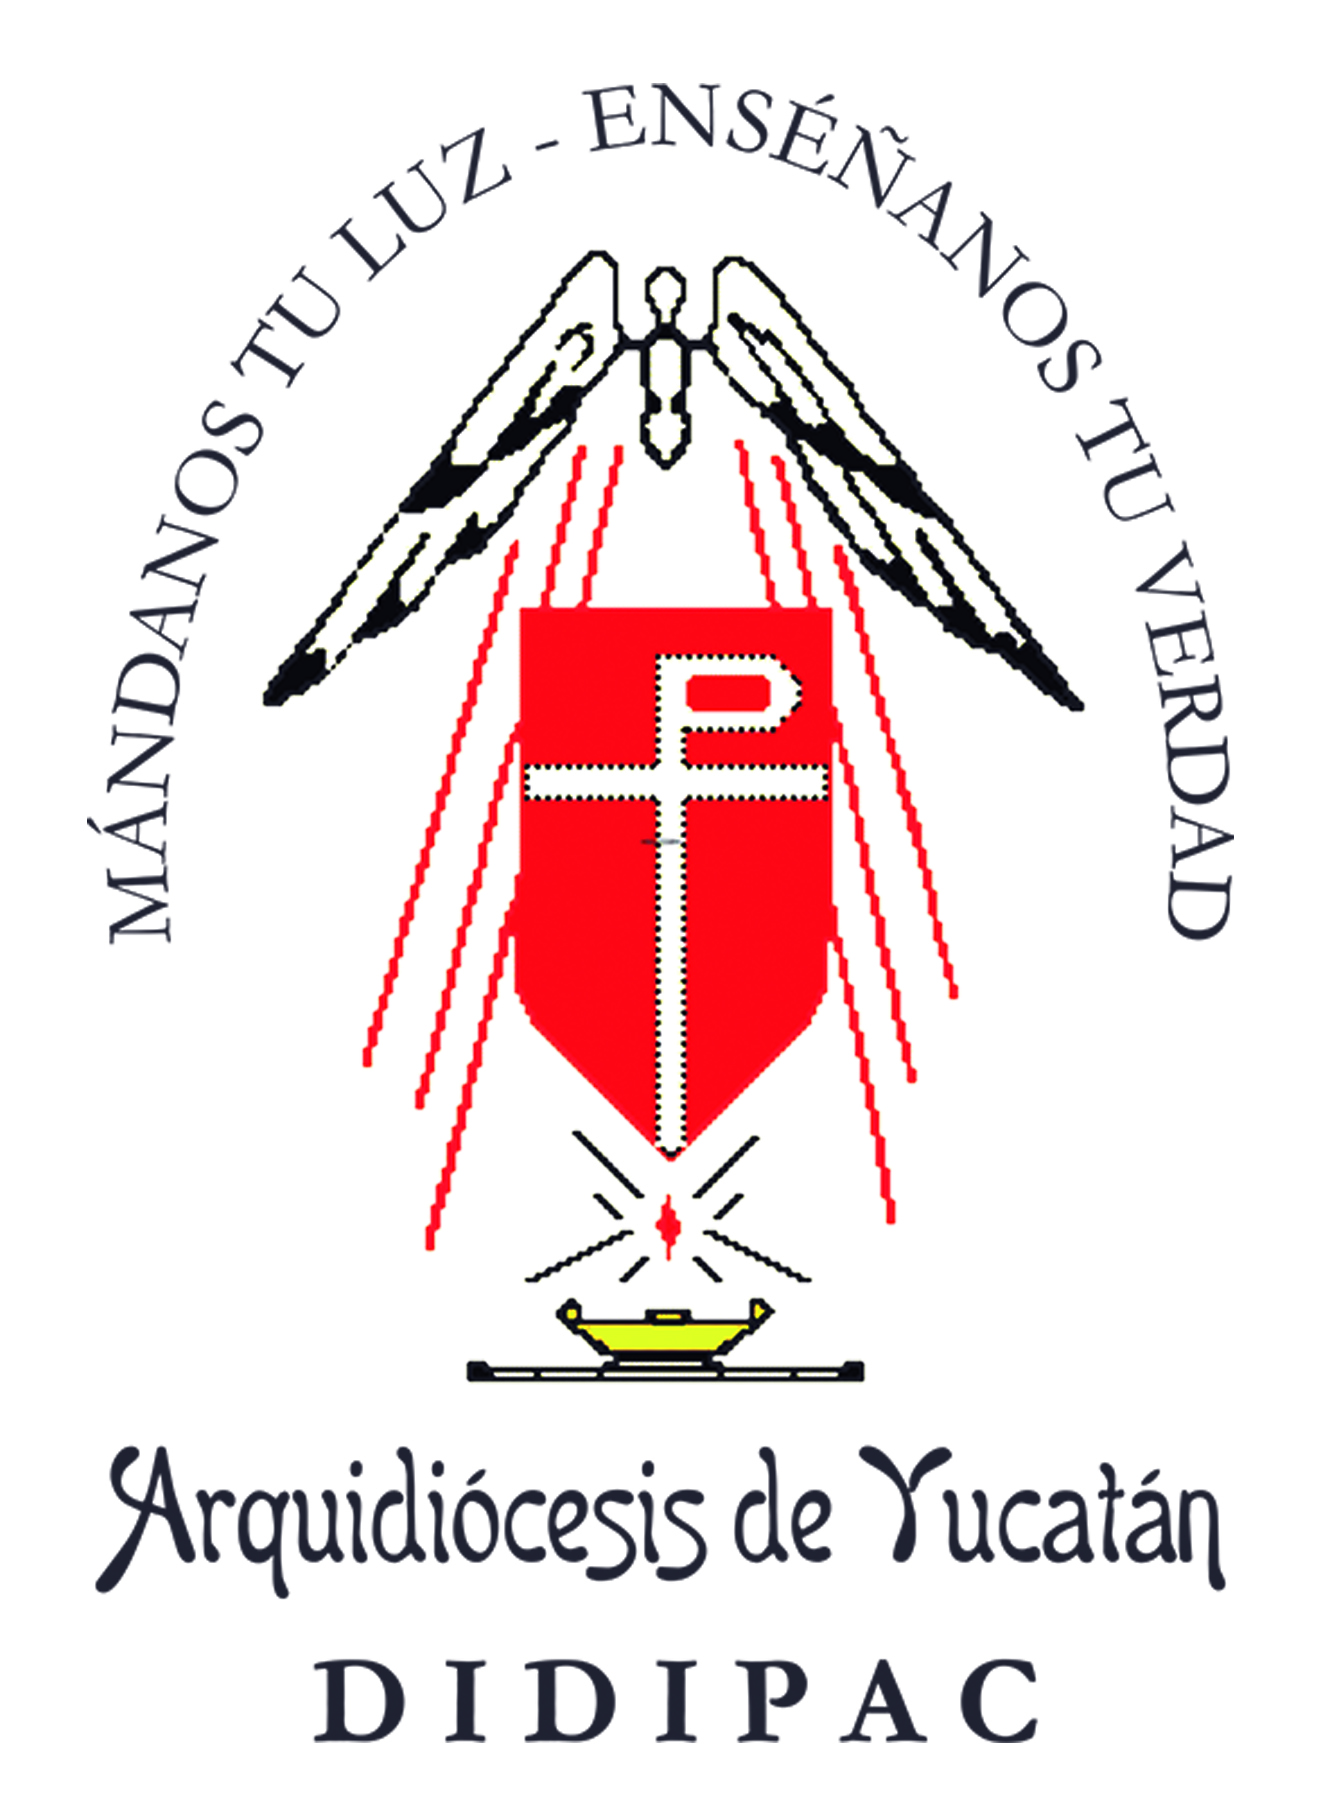 MÁNDANOS TU LUZ - ENSÉÑANOS TU VERDAD
Arquidiócesis de Yucatán
DIDIPAC